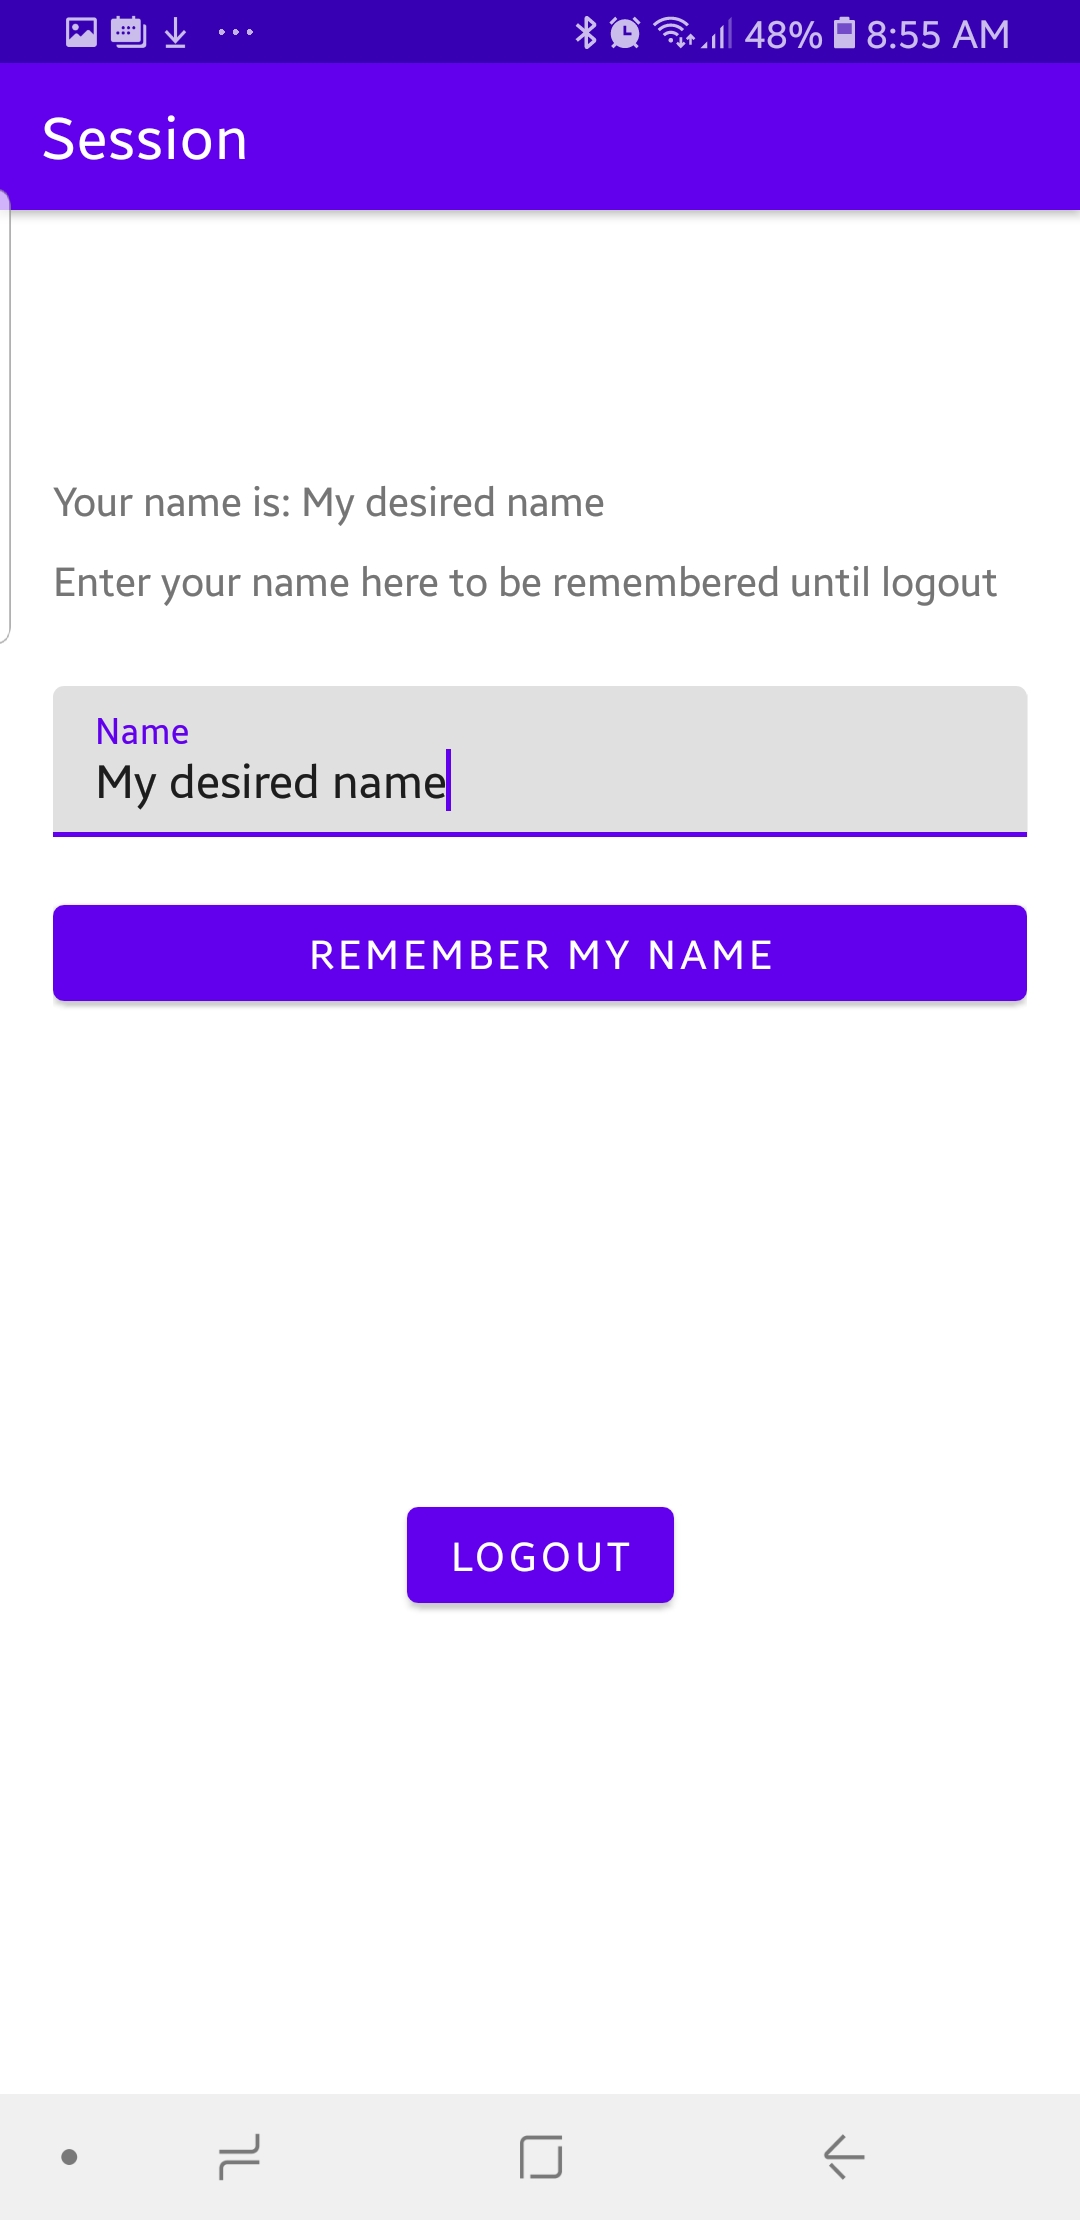 48% 8:55 AM
Session
Your name is: My desired name
Enter your name here to be remembered until logout
Name
My desired name
REMEMBER MY NAME
LOGOUT